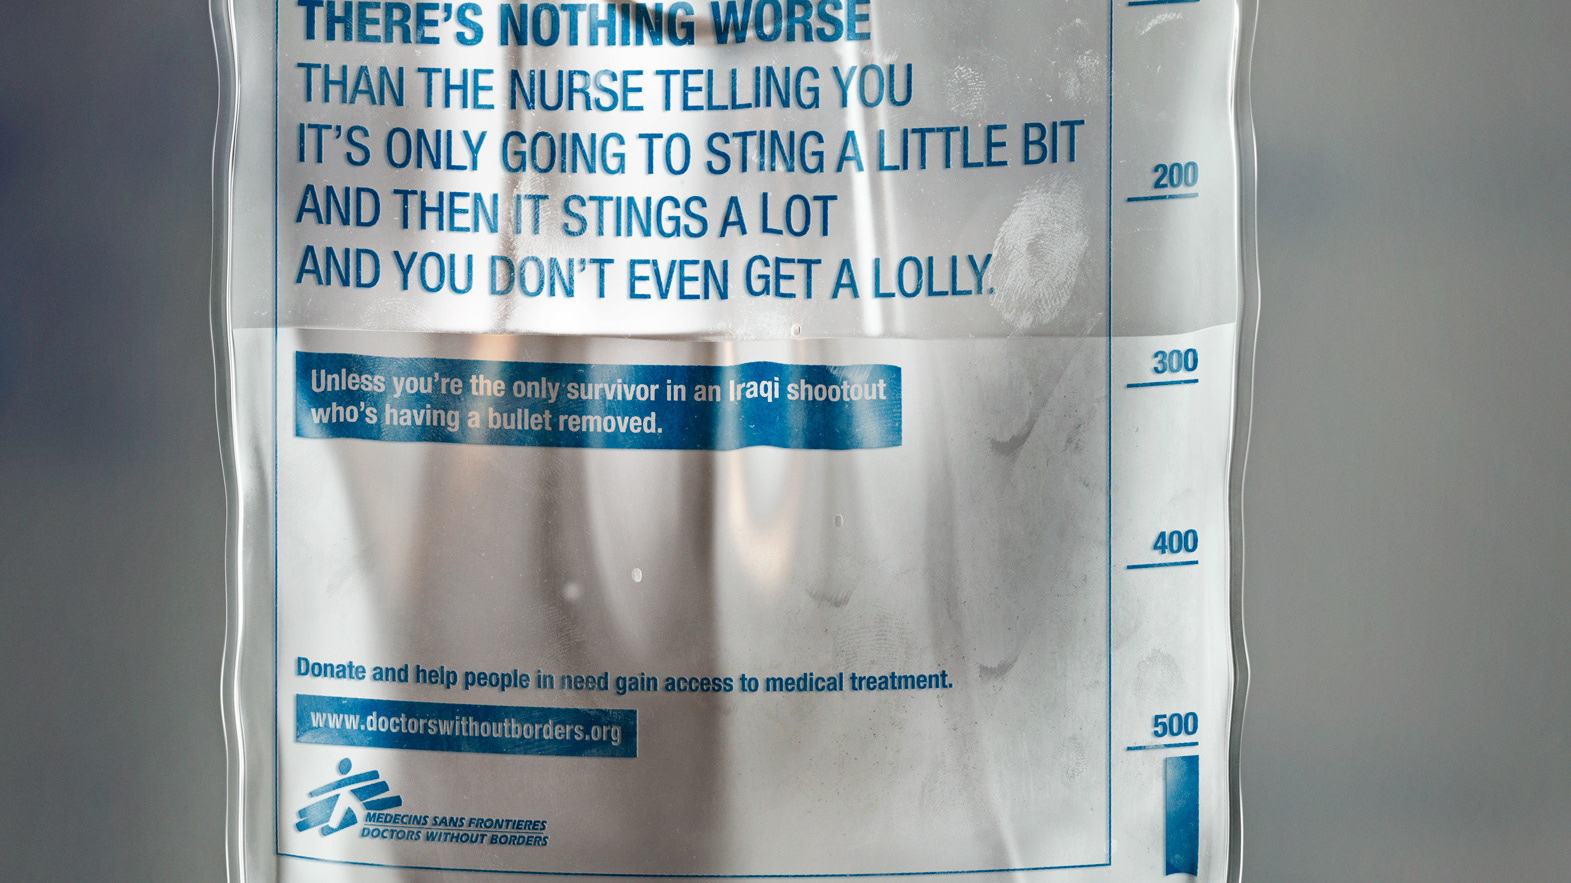 THERE'S NOTHING WORSE
THAN THE NURSE TELLING YOU
IT'S ONLY GOING TO STING A LITTLE BIT
AND THEN IT STINGS A LOT
AND YOU DON'T EVEN GET A LOLLY.
Unless you're the only survivor in an Iraqi shootout
who's having a bullet removed.
Donate and help people in need gain access to medical treatment.
www.doctorswithoutborders.org
MEDECINS SANS FRONTIERES
DOCTORS WITHOUT BORDERS
200
300
400
500